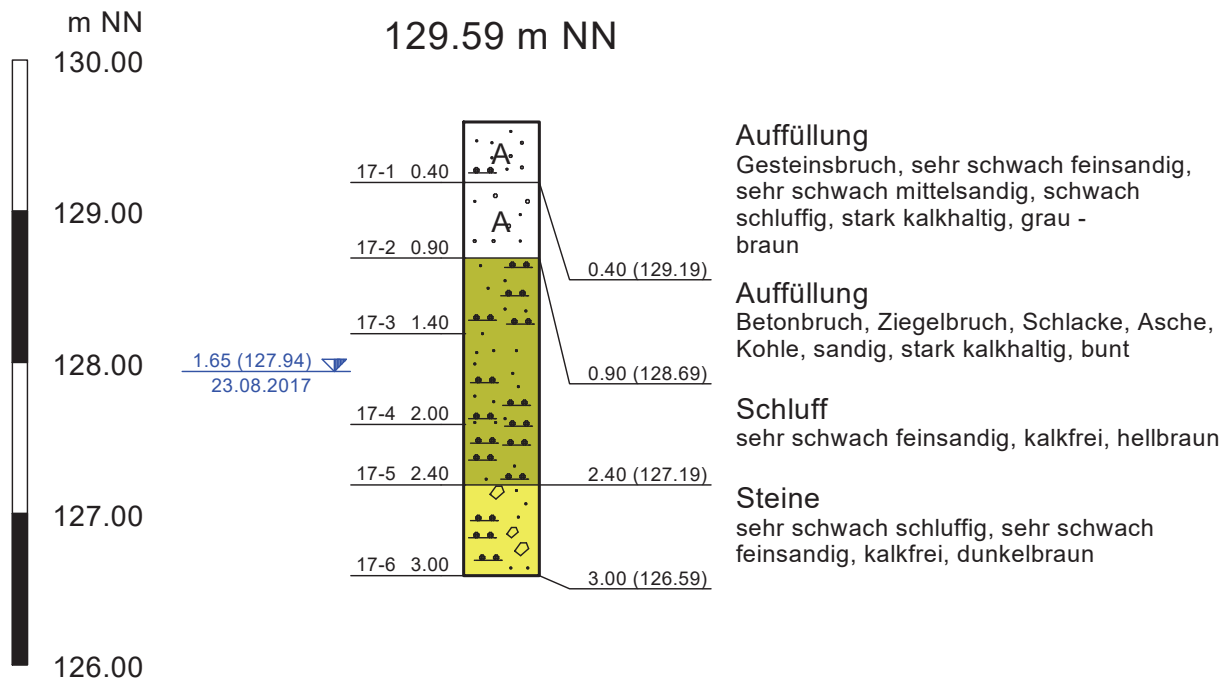 m NN
129.59 m NN
130.00
129.00
128.00
127.00
126.00
A
A
17-1 0.40
17-2 0.90
17-3 1.40
17-4 2.00
17-5 2.40
17-6 3.00
1.65 (127.94)
23.08.2017
0.40 (129.19)
0.90 (128.69)
2.40 (127.19)
3.00 (126.59)
Auffüllung
Gesteinsbruch, sehr schwach feinsandig,
sehr schwach mittelsandig, schwach
schluffig, stark kalkhaltig, grau -
braun
Auffüllung
Betonbruch, Ziegelbruch, Schlacke, Asche,
Kohle, sandig, stark kalkhaltig, bunt
Schluff
sehr schwach feinsandig, kalkfrei, hellbraun
Steine
sehr schwach schluffig, sehr schwach
feinsandig, kalkfrei, dunkelbraun